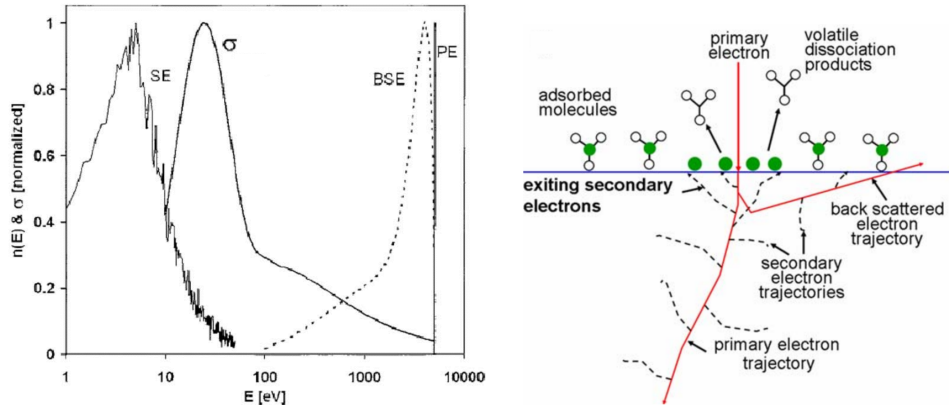 n(E) & σ [normalized]
1
0.8
0.6
0.4
0.2
0
1
10
100
1000
10000
E [eV]
SE
σ
BSE
PE
primary
electron
volatile
dissociation
products
adsorbed
molecules
exiting secondary
electrons
back scattered
electron
trajectory
secondary
electron
trajectories
primary electron
trajectory